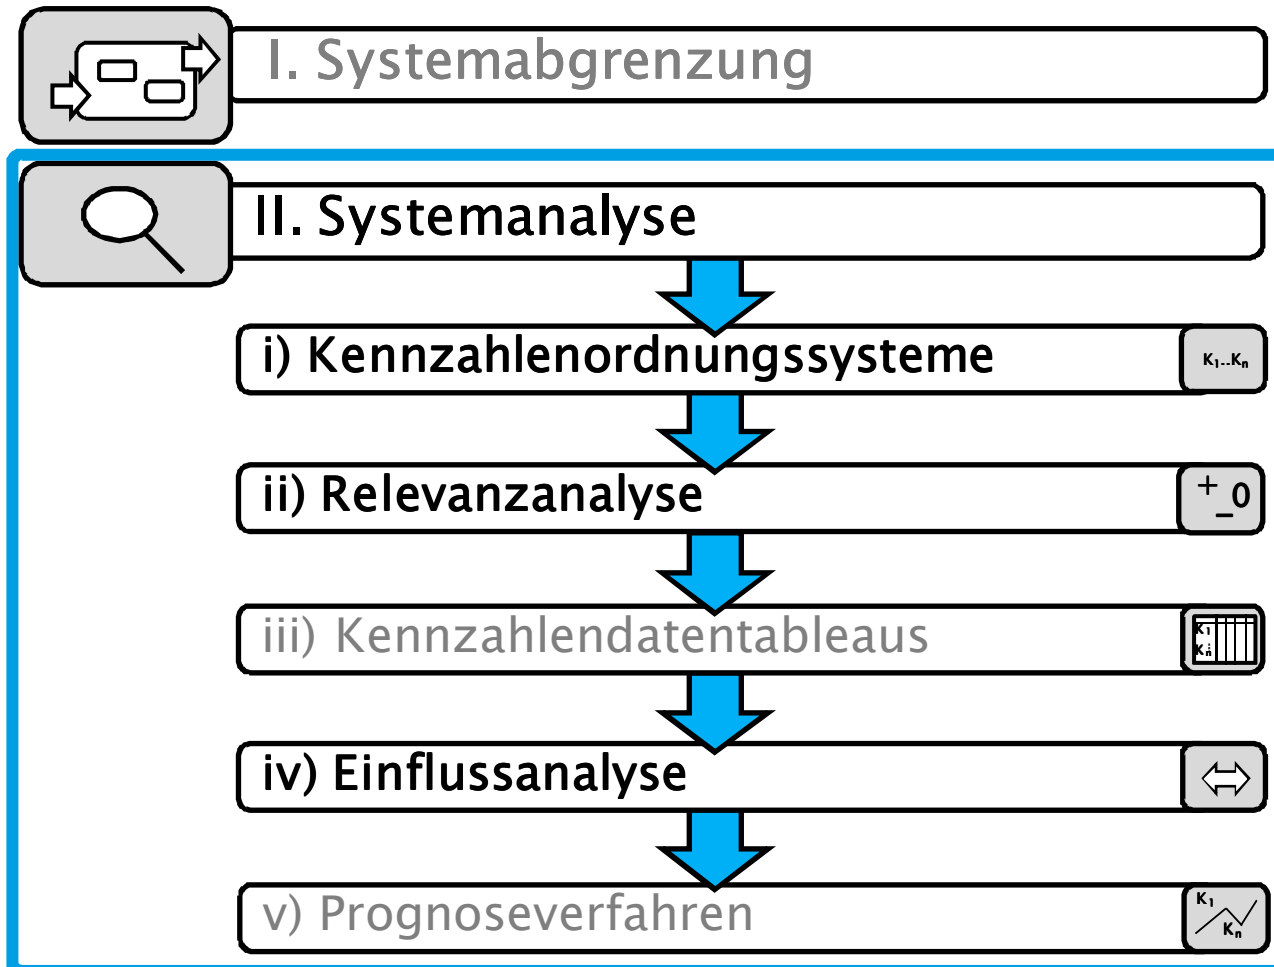 I. Systemabgrenzung
II. Systemanalyse
i) Kennzahlenordnungssysteme
K₁..Kₙ
ii) Relevanzanalyse
+_0
iii) Kennzahlendatentableaus
K₁
⋮
Kₙ
iv) Einflussanalyse
v) Prognoseverfahren
K₁
Kₙ